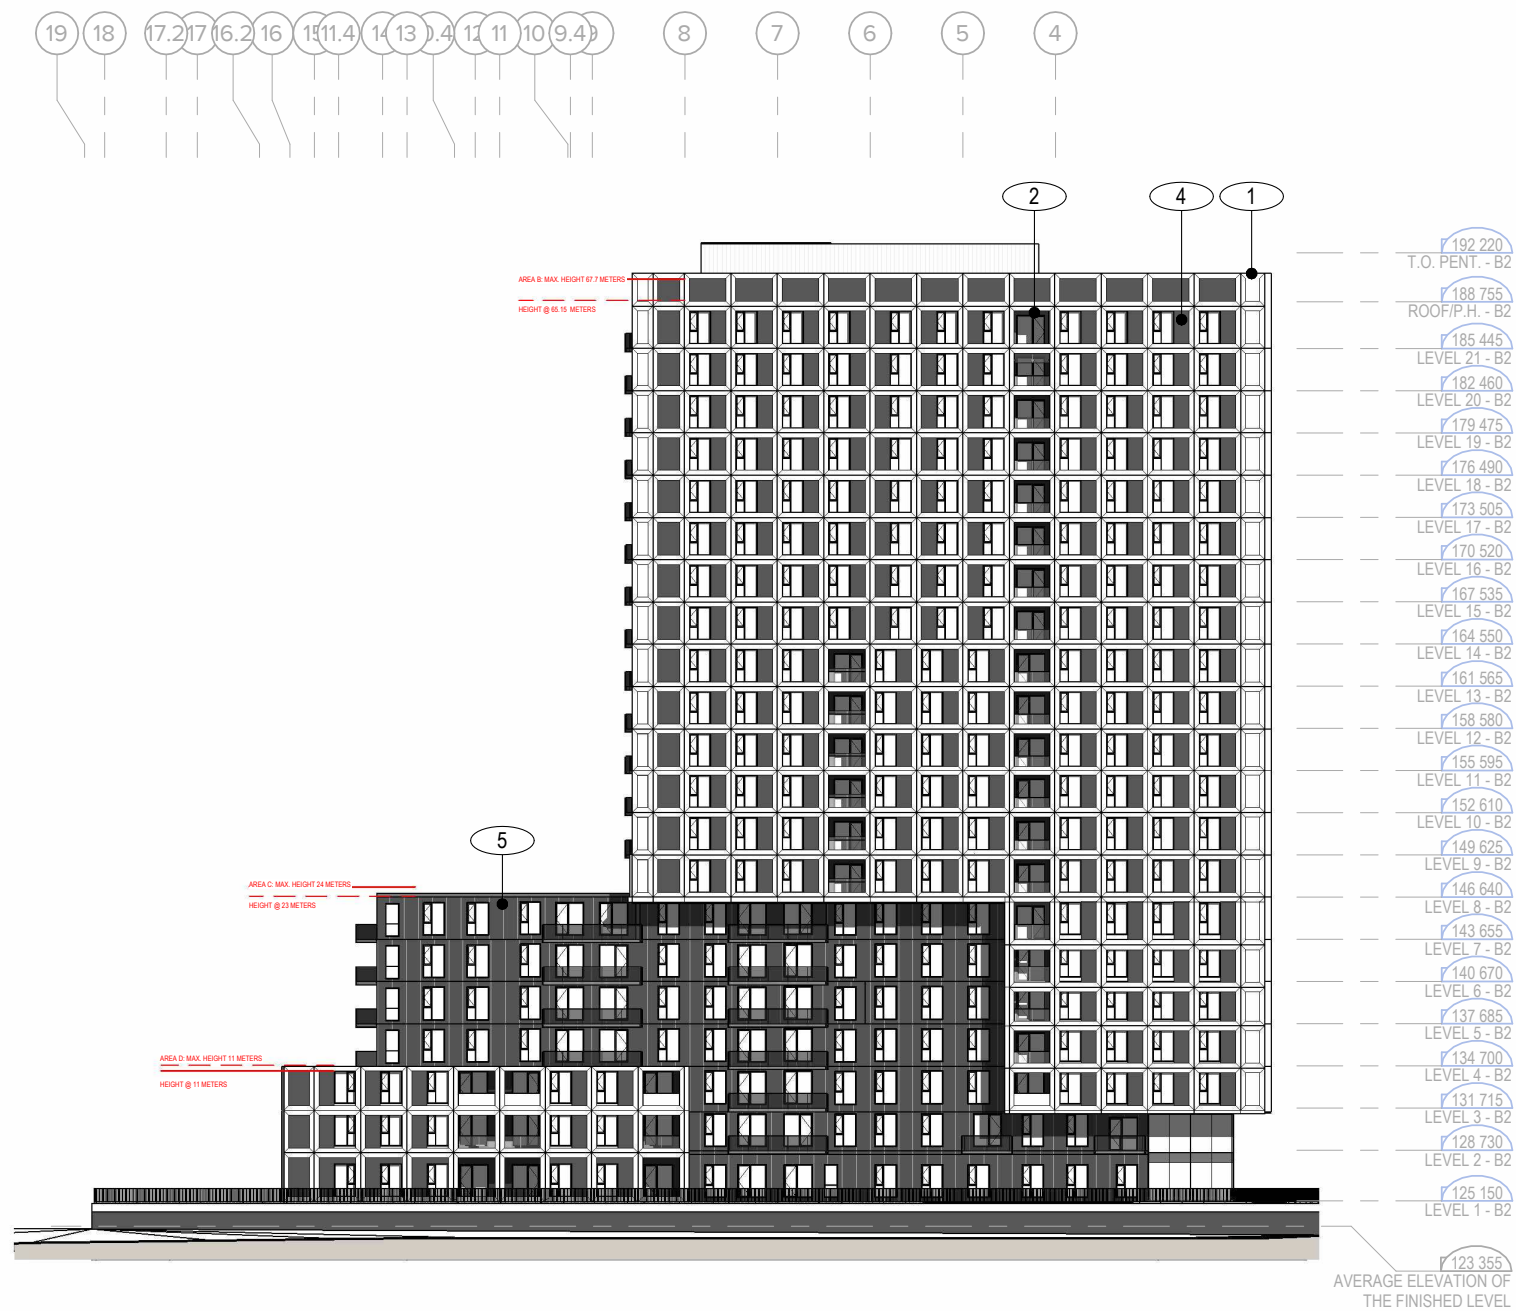 19 18 17.2 17 16.2 16 15 11.4 14 13 0.4 12 11 10 9.4 9 8 7 6 5 4
2 4 1
192 220
T.O. PENT. - B2
AREA B: MAX. HEIGHT 67.7 METERS
188 755
ROOF/P.H. - B2
HEIGHT @ 65.15 METERS
185 445
LEVEL 21 - B2
182 460
LEVEL 20 - B2
179 475
LEVEL 19 - B2
176 490
LEVEL 18 - B2
173 505
LEVEL 17 - B2
170 520
LEVEL 16 - B2
167 535
LEVEL 15 - B2
164 550
LEVEL 14 - B2
161 565
LEVEL 13 - B2
158 580
LEVEL 12 - B2
155 595
LEVEL 11 - B2
152 610
LEVEL 10 - B2
5
149 625
LEVEL 9 - B2
AREA C: MAX. HEIGHT 24 METERS
146 640
LEVEL 8 - B2
HEIGHT @ 23 METERS
143 655
LEVEL 7 - B2
140 670
LEVEL 6 - B2
137 685
LEVEL 5 - B2
AREA D: MAX. HEIGHT 11 METERS
134 700
LEVEL 4 - B2
HEIGHT @ 11 METERS
131 715
LEVEL 3 - B2
128 730
LEVEL 2 - B2
125 150
LEVEL 1 - B2
123 355
AVERAGE ELEVATION OF
THE FINISHED LEVEL